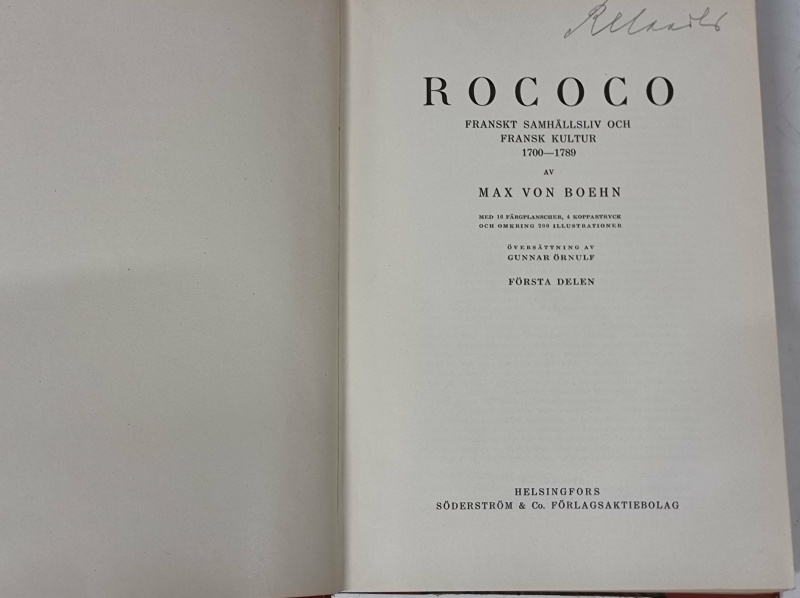 ROCOCO
FRANSKT SAMHÄLLSLIV OCH
FRANSK KULTUR
1700—1789
AV
MAX VON BOEHN
MED 16 FÄRGPLANSCHER, 4 KOPPARTRYCK
OCH OMKRING 200 ILLUSTRATIONER
ÖVERSÄTTNING AV
GUNNAR ÖRNULF
FÖRSTA DELEN
HELSINGFORS
SÖDERSTRÖM & Co. FÖRLAGSAKTIEBOLAG